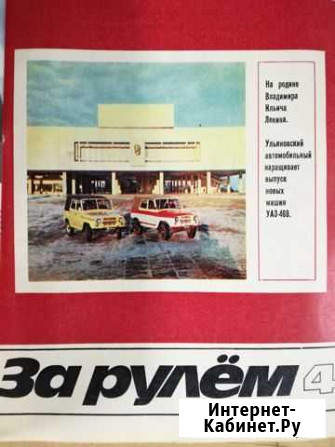 На родине
Владимира
Ильича
Ленина.
Ульяновский
автомобильный
наращивает
выпуск
новых
машин
УАЗ-469.
За рулём 4
Интернет-
Кабинет.Ру